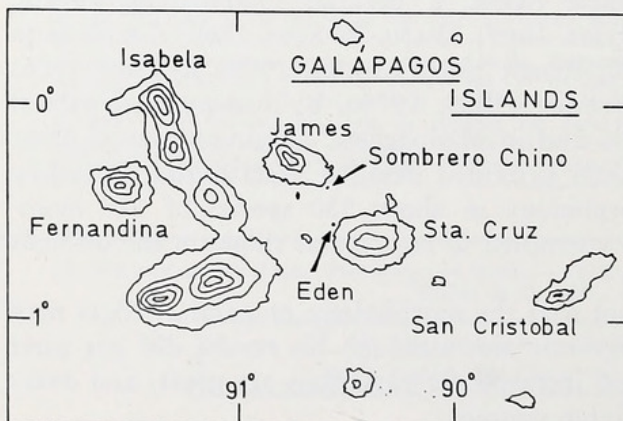 Isabela
GALÁPAGOS
ISLANDS
0°
James
Sombrero Chino
Fernandina
Sta. Cruz
Eden
San Cristobal
1°
91°
90°